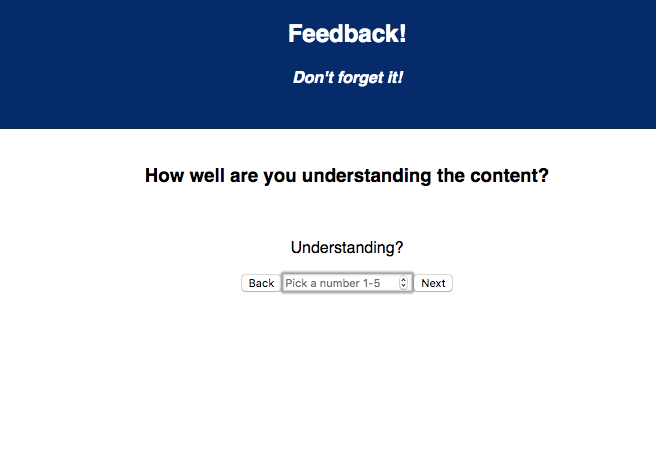 Feedback!
Don't forget it!
How well are you understanding the content?
Understanding?
Back Pick a number 1-5 Next